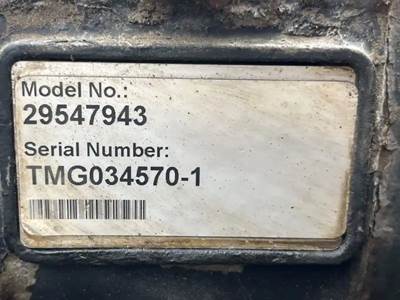 Model No.:
29547943
Serial Number:
TMG034570-1